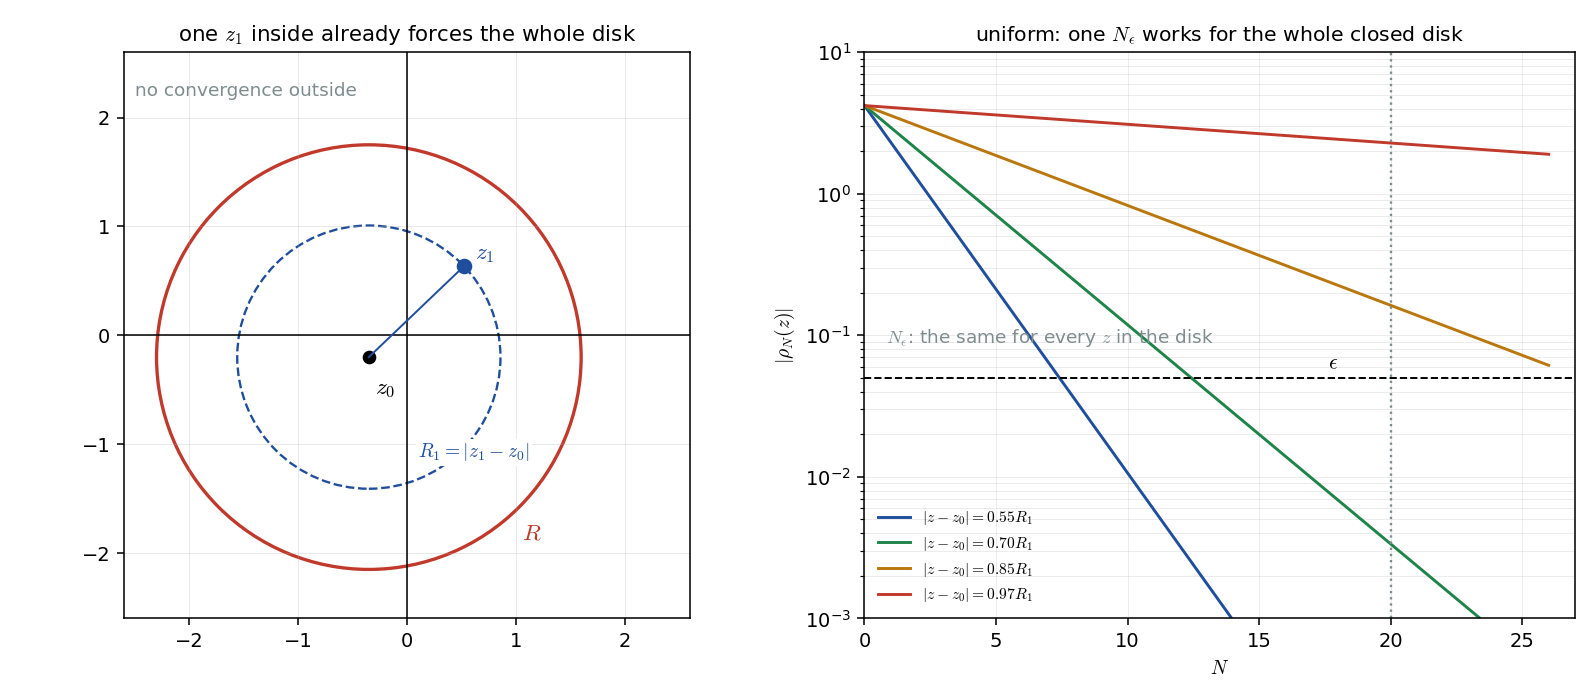 one z₁ inside already forces the whole disk
no convergence outside
z₁
z₀
R₁ = |z₁ − z₀|
R
2
1
0
−1
−2
−2 −1 0 1 2
uniform: one N_ϵ works for the whole closed disk
|ρ_N(z)|
10¹
10⁰
10⁻¹
10⁻²
10⁻³
N_ϵ: the same for every z in the disk
ϵ
|z − z₀| = 0.55R₁
|z − z₀| = 0.70R₁
|z − z₀| = 0.85R₁
|z − z₀| = 0.97R₁
0 5 10 15 20 25
N